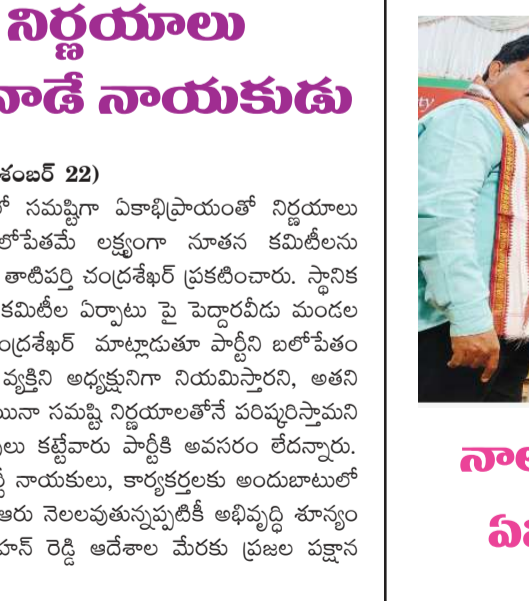 నిర్ణయాలు
నాడే నాయకుడు
శంబర్ 22)
లో సమష్టిగా ఏకాభిప్రాయంతో నిర్ణయాలు
లోపేతమే లక్ష్యంగా నూతన కమిటీలను
తాటిపర్తి చంద్రశేఖర్ ప్రకటించారు. స్థానిక
కమిటీల ఏర్పాటు పై పెద్దారవీడు మండల
ంద్రశేఖర్ మాట్లాడుతూ పార్టీని బలోపేతం
వ్యక్తిని అధ్యక్షునిగా నియమిస్తారని, అతని
యినా సమష్టి నిర్ణయాలతోనే పరిష్కరిస్తామని
లు కట్టేవారు పార్టీకి అవసరం లేదన్నారు.
ర్టీ నాయకులు, కార్యకర్తలకు అందుబాటులో
ఆరు నెలలవుతున్నప్పటికీ అభివృద్ధి శూన్యం
హన్ రెడ్డి ఆదేశాల మేరకు ప్రజల పక్షాన
ty
నాల